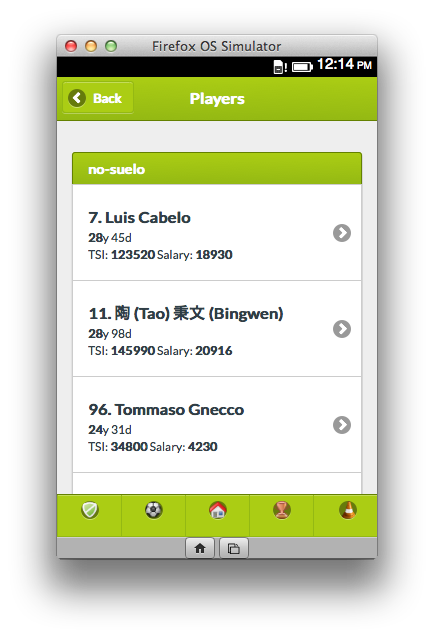 Firefox OS Simulator
12:14 PM
Back
Players
no-suelo
7. Luis Cabelo
28y 45d
TSI: 123520 Salary: 18930
11. 陶 (Tao) 秉文 (Bingwen)
28y 98d
TSI: 145990 Salary: 20916
96. Tommaso Gnecco
24y 31d
TSI: 34800 Salary: 4230